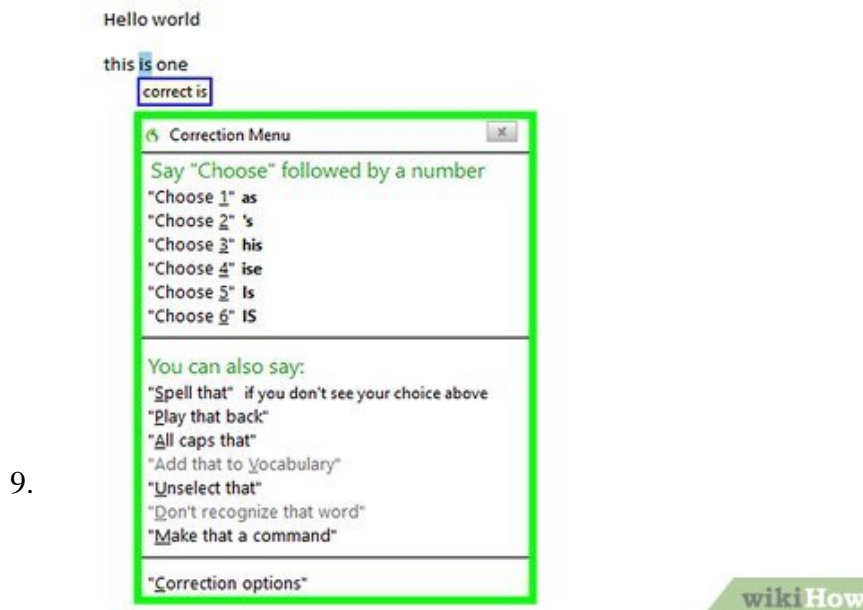 Hello world
this is one
correct is
Correction Menu
Say "Choose" followed by a number
"Choose 1" as
"Choose 2" 's
"Choose 3" his
"Choose 4" ise
"Choose 5" Is
"Choose 6" IS
You can also say:
"Spell that" if you don't see your choice above
"Play that back"
"All caps that"
"Add that to Vocabulary"
"Unselect that"
"Don't recognize that word"
"Make that a command"
"Correction options"
9.
wikiHow